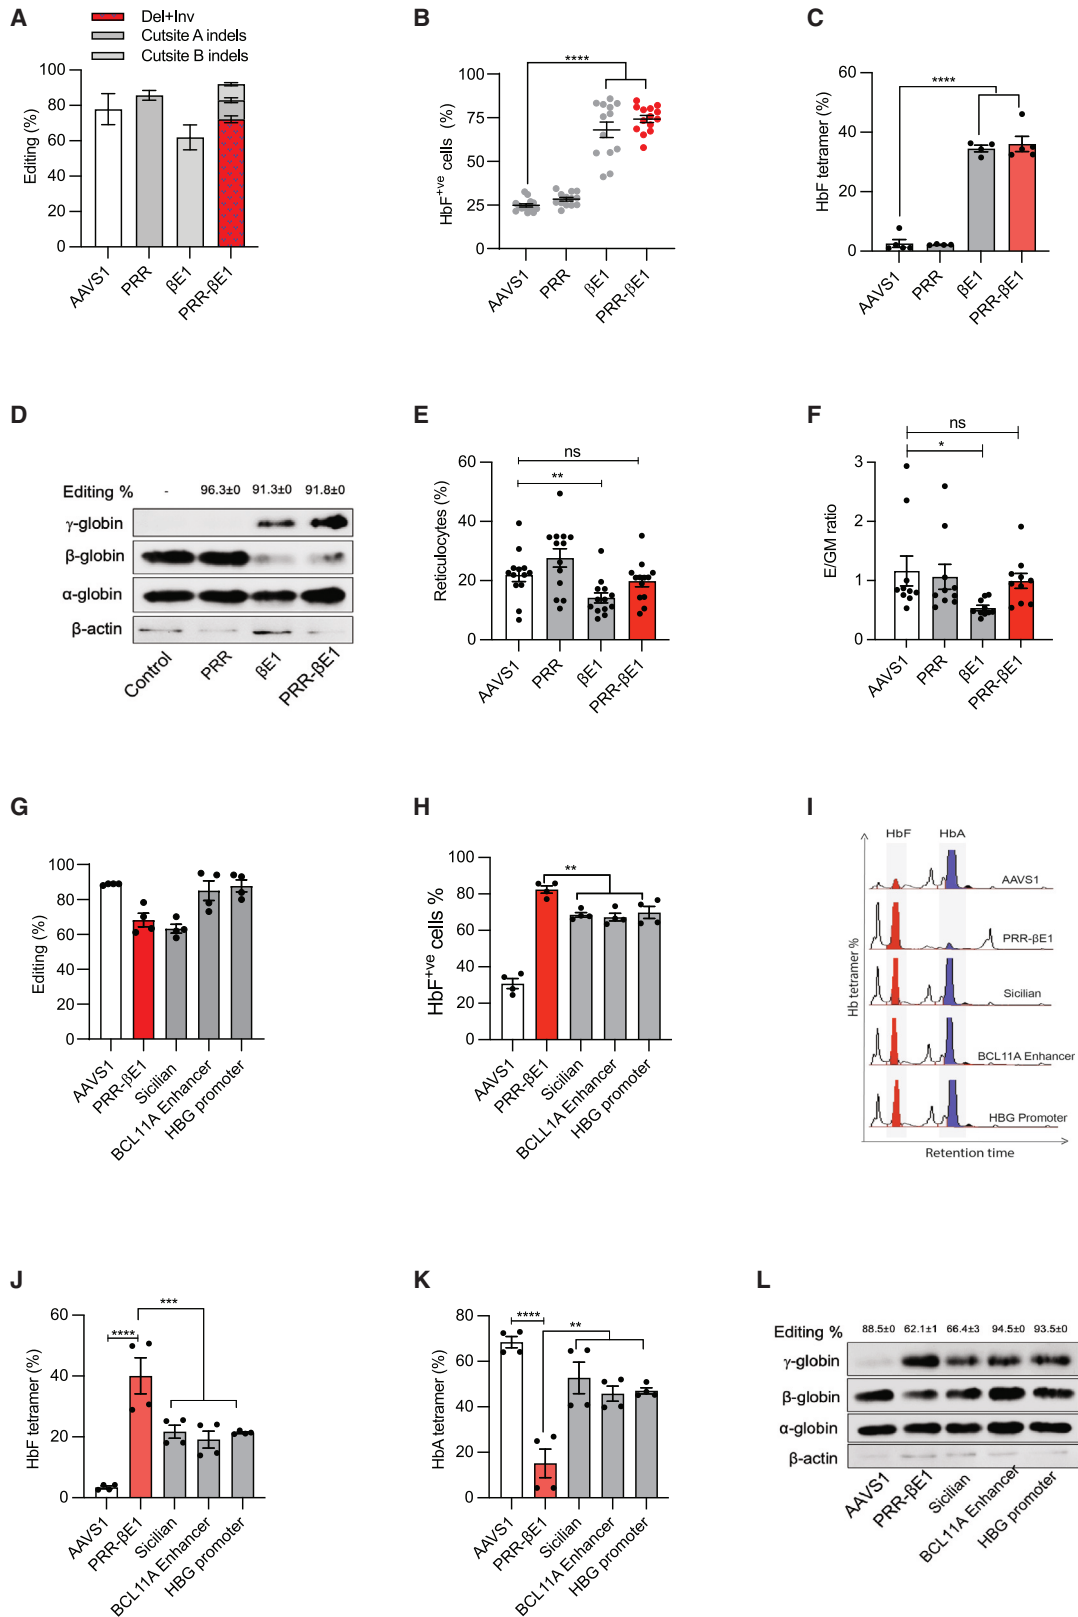 A
Del+Inv
Cutsite A indels
Cutsite B indels
Editing (%)
100
80
60
40
20
0
AAVS1
PRR
βE1
PRR-βE1
B
****
HbF+ve cells (%)
100
75
50
25
0
AAVS1
PRR
βE1
PRR-βE1
C
****
HbF tetramer (%)
60
40
20
0
AAVS1
PRR
βE1
PRR-βE1
D
Editing % - 96.3±0 91.3±0 91.8±0
γ-globin
β-globin
α-globin
β-actin
Control
PRR
βE1
PRR-βE1
E
ns
**
Reticulocytes (%)
60
40
20
0
AAVS1
PRR
βE1
PRR-βE1
F
ns
*
E/GM ratio
3
2
1
0
AAVS1
PRR
βE1
PRR-βE1
G
Editing (%)
100
80
60
40
20
0
AAVS1
PRR-βE1
Sicilian
BCL11A Enhancer
HBG promoter
H
**
HbF+ve cells %
100
80
60
40
20
0
AAVS1
PRR-βE1
Sicilian
BCLL1A Enhancer
HBG promoter
I
HbF HbA
AAVS1
PRR-βE1
Sicilian
BCL11A Enhancer
HBG Promoter
Hb tetramer %
Retention time
J
***
****
HbF tetramer (%)
60
40
20
0
AAVS1
PRR-βE1
Sicilian
BCL11A Enhancer
HBG promoter
K
****
**
HbA tetramer (%)
80
60
40
20
0
AAVS1
PRR-βE1
Sicilian
BCL11A Enhancer
HBG promoter
L
Editing % 88.5±0 62.1±1 66.4±3 94.5±0 93.5±0
γ-globin
β-globin
α-globin
β-actin
AAVS1
PRR-βE1
Sicilian
BCL11A Enhancer
HBG promoter